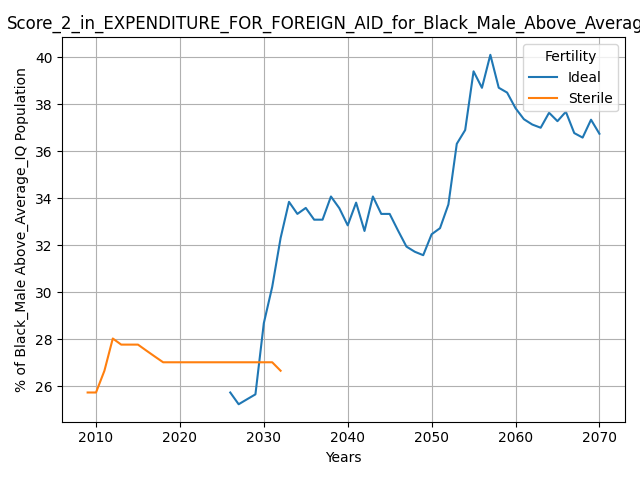 Score_2_in_EXPENDITURE_FOR_FOREIGN_AID_for_Black_Male_Above_Averag
% of Black_Male Above_Average_IQ Population
40
38
36
34
32
30
28
26
Fertility
Ideal
Sterile
2010 2020 2030 2040 2050 2060 2070
Years